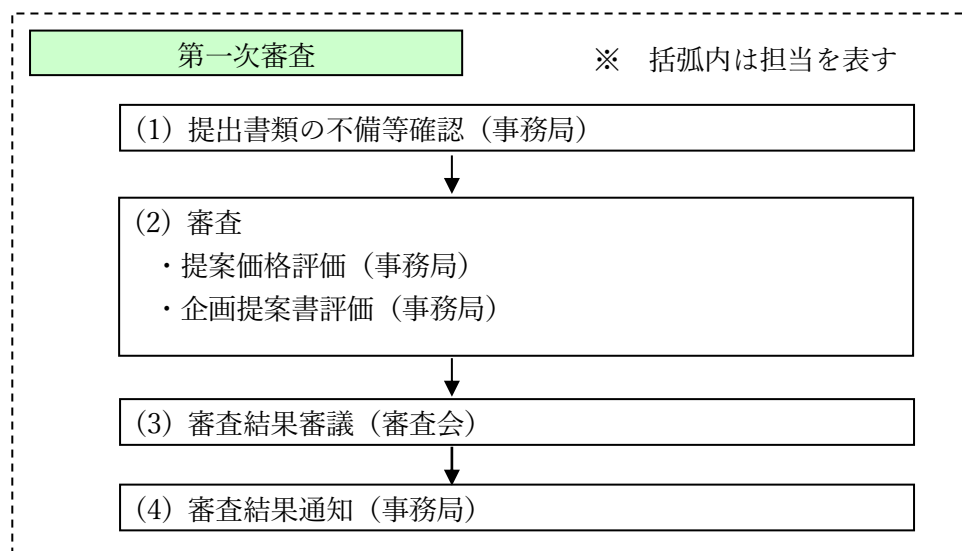 第一次審査
※　括弧内は担当を表す
（1）提出書類の不備等確認（事務局）
（2）審査
・提案価格評価（事務局）
・企画提案書評価（事務局）
（3）審査結果審議（審査会）
（4）審査結果通知（事務局）